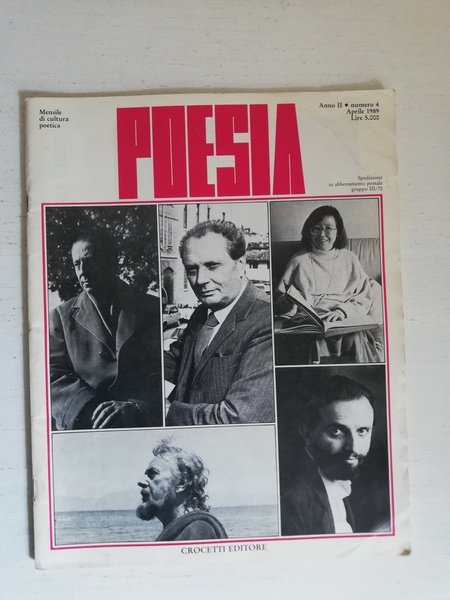 Mensile
di cultura
poetica
POESIA
Anno II • numero 4
Aprile 1989
Lire 5.000
Spedizione
in abbonamento postale
gruppo III/70
CROCETTI EDITORE